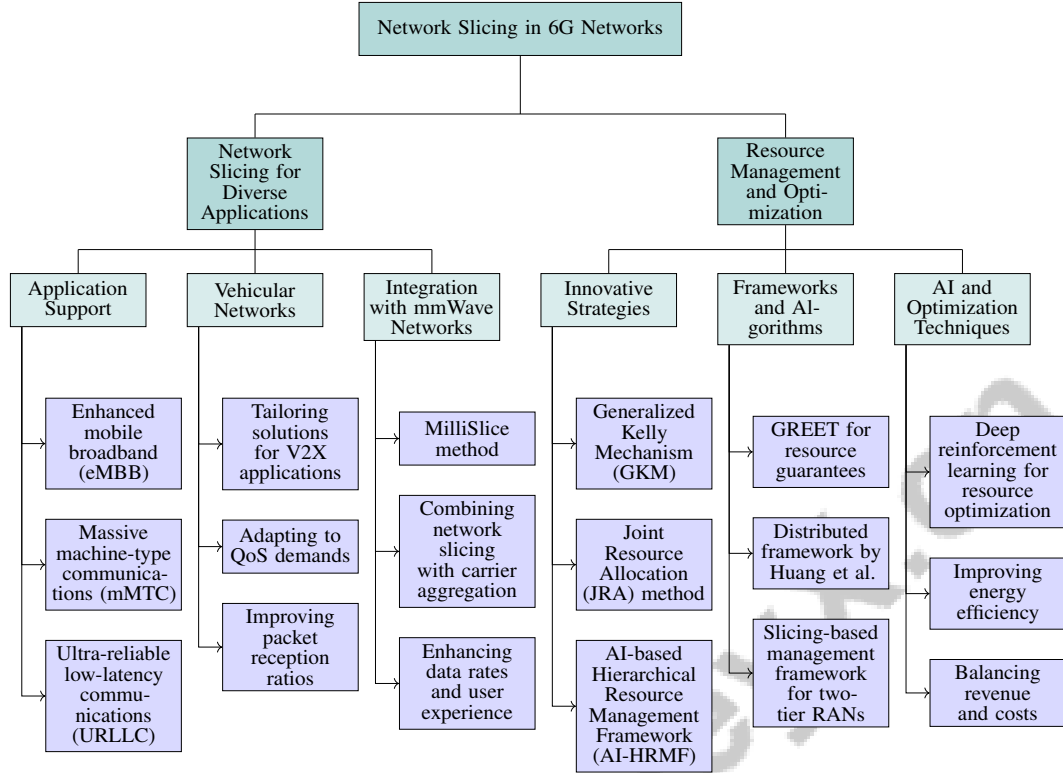 Network Slicing in 6G Networks
Network
Slicing for
Diverse
Applications
Resource
Management
and Opti-
mization
Application
Support
Vehicular
Networks
Integration
with mmWave
Networks
Innovative
Strategies
Frameworks
and Al-
gorithms
AI and
Optimization
Techniques
Enhanced
mobile
broadband
(eMBB)
Massive
machine-type
communica-
tions (mMTC)
Ultra-reliable
low-latency
commu-
nications
(URLLC)
Tailoring
solutions
for V2X
applications
Adapting to
QoS demands
Improving
packet
reception
ratios
MilliSlice
method
Combining
network
slicing
with carrier
aggregation
Enhancing
data rates
and user
experience
Generalized
Kelly
Mechanism
(GKM)
Joint
Resource
Allocation
(JRA) method
AI-based
Hierarchical
Resource
Management
Framework
(AI-HRMF)
GREET for
resource
guarantees
Distributed
framework by
Huang et al.
Slicing-based
management
framework
for two-
tier RANs
Deep
reinforcement
learning for
resource
optimization
Improving
energy
efficiency
Balancing
revenue
and costs